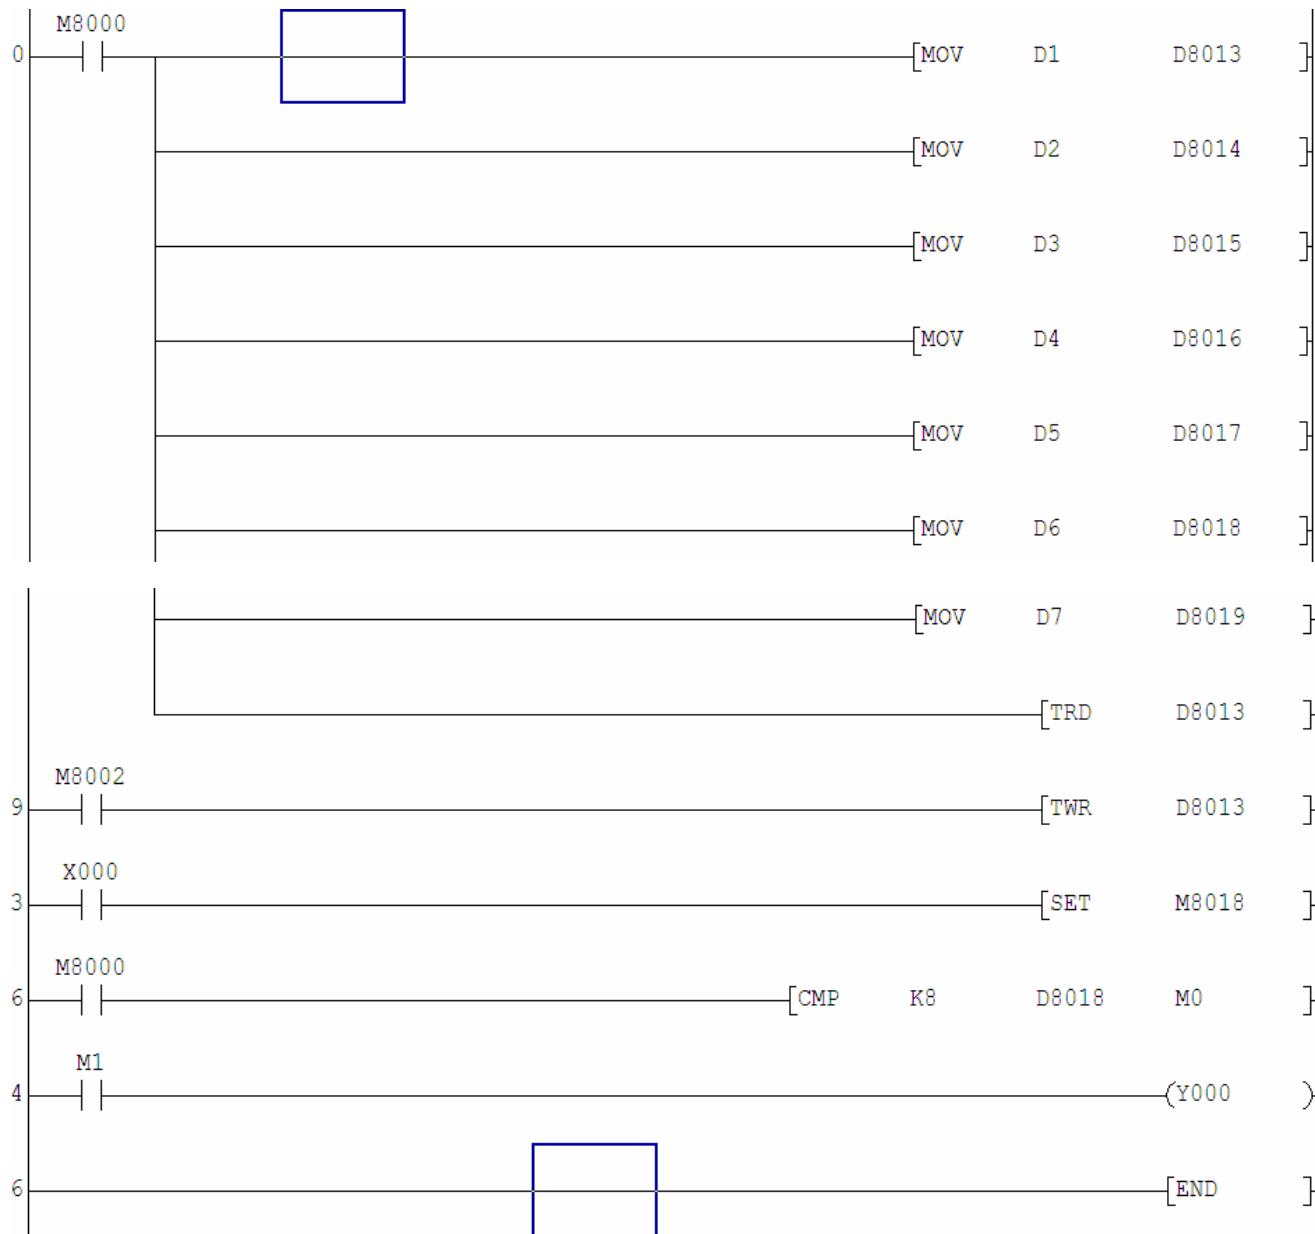 M8000
0 [MOV D1 D8013 ]
[MOV D2 D8014 ]
[MOV D3 D8015 ]
[MOV D4 D8016 ]
[MOV D5 D8017 ]
[MOV D6 D8018 ]
[MOV D7 D8019 ]
[TRD D8013 ]
M8002
9 [TWR D8013 ]
X000
3 [SET M8018 ]
M8000
6 [CMP K8 D8018 M0 ]
M1
4 (Y000 )
6 [END ]